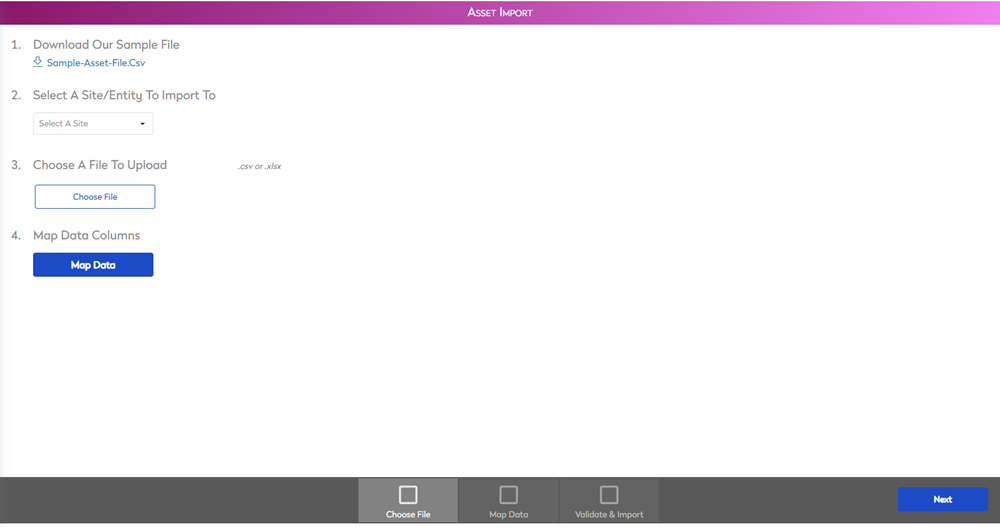 Asset Import
1. Download Our Sample File
Sample-Asset-File.Csv
2. Select A Site/Entity To Import To
Select A Site
3. Choose A File To Upload .csv or .xlsx
Choose File
4. Map Data Columns
Map Data
Choose File Map Data Validate & Import Next